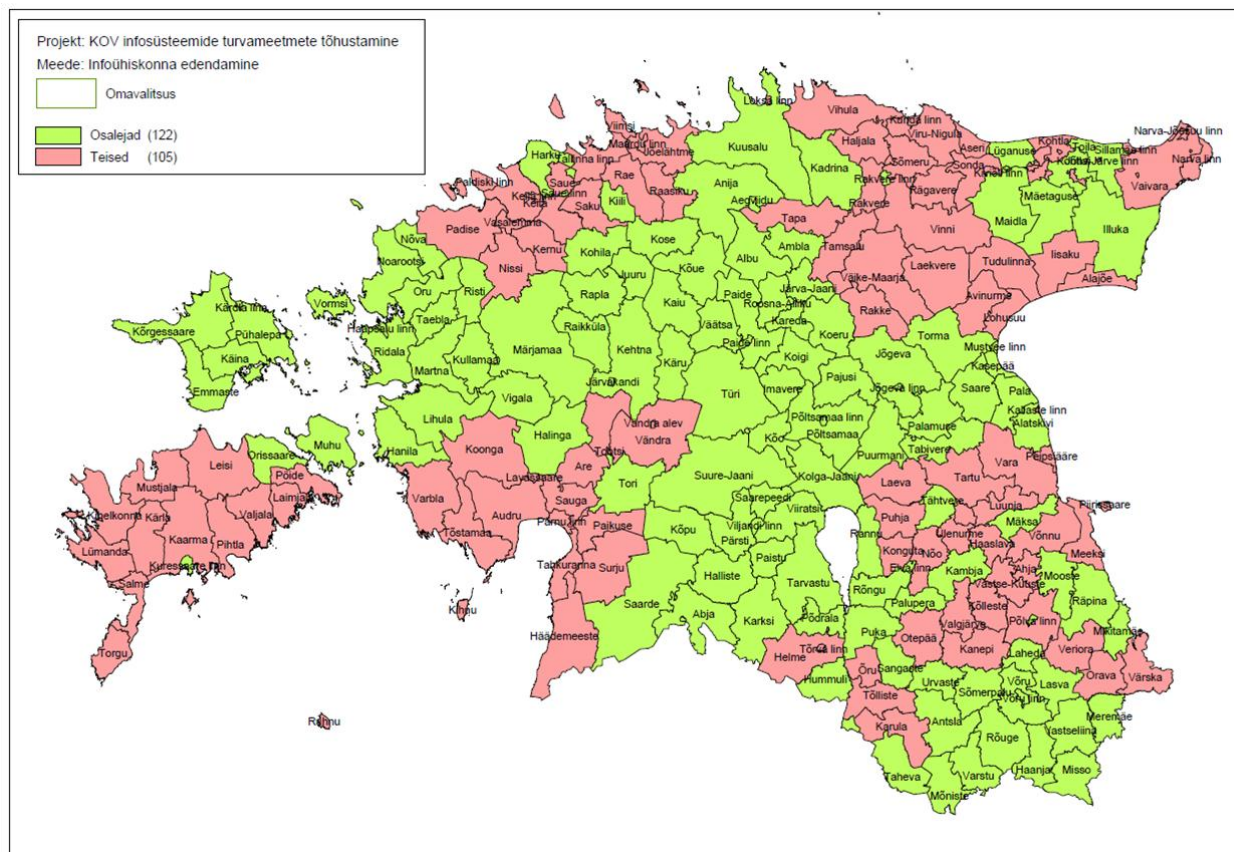 Projekt: KOV infosüsteemide turvameetmete tõhustamine
Meede: Infoühiskonna edendamine
Omavalitsus
Osalejad (122)
Teised (105)
Loksa linn
Vihula
Kunda linn
Viimsi
Viru-Nigula
Narva-Jõesuu linn
Maardu linn
Haljala
Aseri
Kohtla
Toila
Sillamäe linn
Harku
Tallinna linn
Jõelähtme
Kuusalu
Lüganuse
Rae
Kadrina
Sõmeru
Sonda
Kiviõli linn
Narva linn
Paldiski linn
Saue
Raasiku
Anija
Rakvere linn
Vaivara
Keila linn
Saue linn
Kiili
Aegviidu
Rakvere
Rägavere
Mäetaguse
Keila
Saku
Maidla
Padise
Vasalemma
Tapa
Vinni
Illuka
Nõva
Kernu
Kose
Ambla
Tamsalu
Noarootsi
Nissi
Kohila
Kõue
Albu
Laekvere
Tudulinna
Iisaku
Juuru
Väike-Maarja
Alajõe
Oru
Risti
Rapla
Kaiu
Paide
Järva-Jaani
Avinurme
Vormsi
Roosna-Alliku
Rakke
Lohusuu
Kärdla linn
Taebla
Raikküla
Väätsa
Kareda
Kõrgessaare
Pühalepa
Haapsalu linn
Koeru
Torma
Ridala
Kullamaa
Märjamaa
Kehtna
Paide linn
Mustvee linn
Käina
Martna
Käru
Koigi
Jõgeva
Kasepää
Emmaste
Järvakandi
Imavere
Pajusi
Jõgeva linn
Saare
Pala
Vigala
Türi
Kallaste linn
Lihula
Põltsamaa linn
Alatskivi
Halinga
Vändra alev
Palamuse
Muhu
Hanila
Koonga
Vändra
Kõo
Põltsamaa
Tabivere
Orissaare
Tootsi
Puurmani
Peipsiääre
Leisi
Are
Vara
Pöide
Lavassaare
Suure-Jaani
Kolga-Jaani
Tartu
Mustjala
Laimjala
Varbla
Sauga
Tori
Laeva
Valjala
Audru
Saarepeedi
Viiratsi
Tähtvere
Luunja
Piirissaare
Kihelkonna
Kärla
Pärnu linn
Paikuse
Kõpu
Viljandi linn
Puhja
Mäksa
Kaarma
Pihtla
Tõstamaa
Pärsti
Rannu
Ülenurme
Võnnu
Lümanda
Paistu
Konguta
Nõo
Haaslava
Meeksi
Kuressaare linn
Tahkuranna
Surju
Elva linn
Kambja
Ahja
Salme
Halliste
Tarvastu
Rõngu
Vastse-Kuuste
Mooste
Kihnu
Saarde
Palupera
Kõlleste
Räpina
Abja
Karksi
Põdrala
Valgjärve
Põlva linn
Häädemeeste
Puka
Otepää
Mikitamäe
Torgu
Helme
Tõrva linn
Kanepi
Laheda
Veriora
Hummuli
Õru
Sangaste
Urvaste
Võru
Lasva
Orava
Värska
Tõlliste
Sõmerpalu
Võru linn
Ruhnu
Karula
Antsla
Meremäe
Rõuge
Vastseliina
Taheva
Varstu
Haanja
Misso
Mõniste